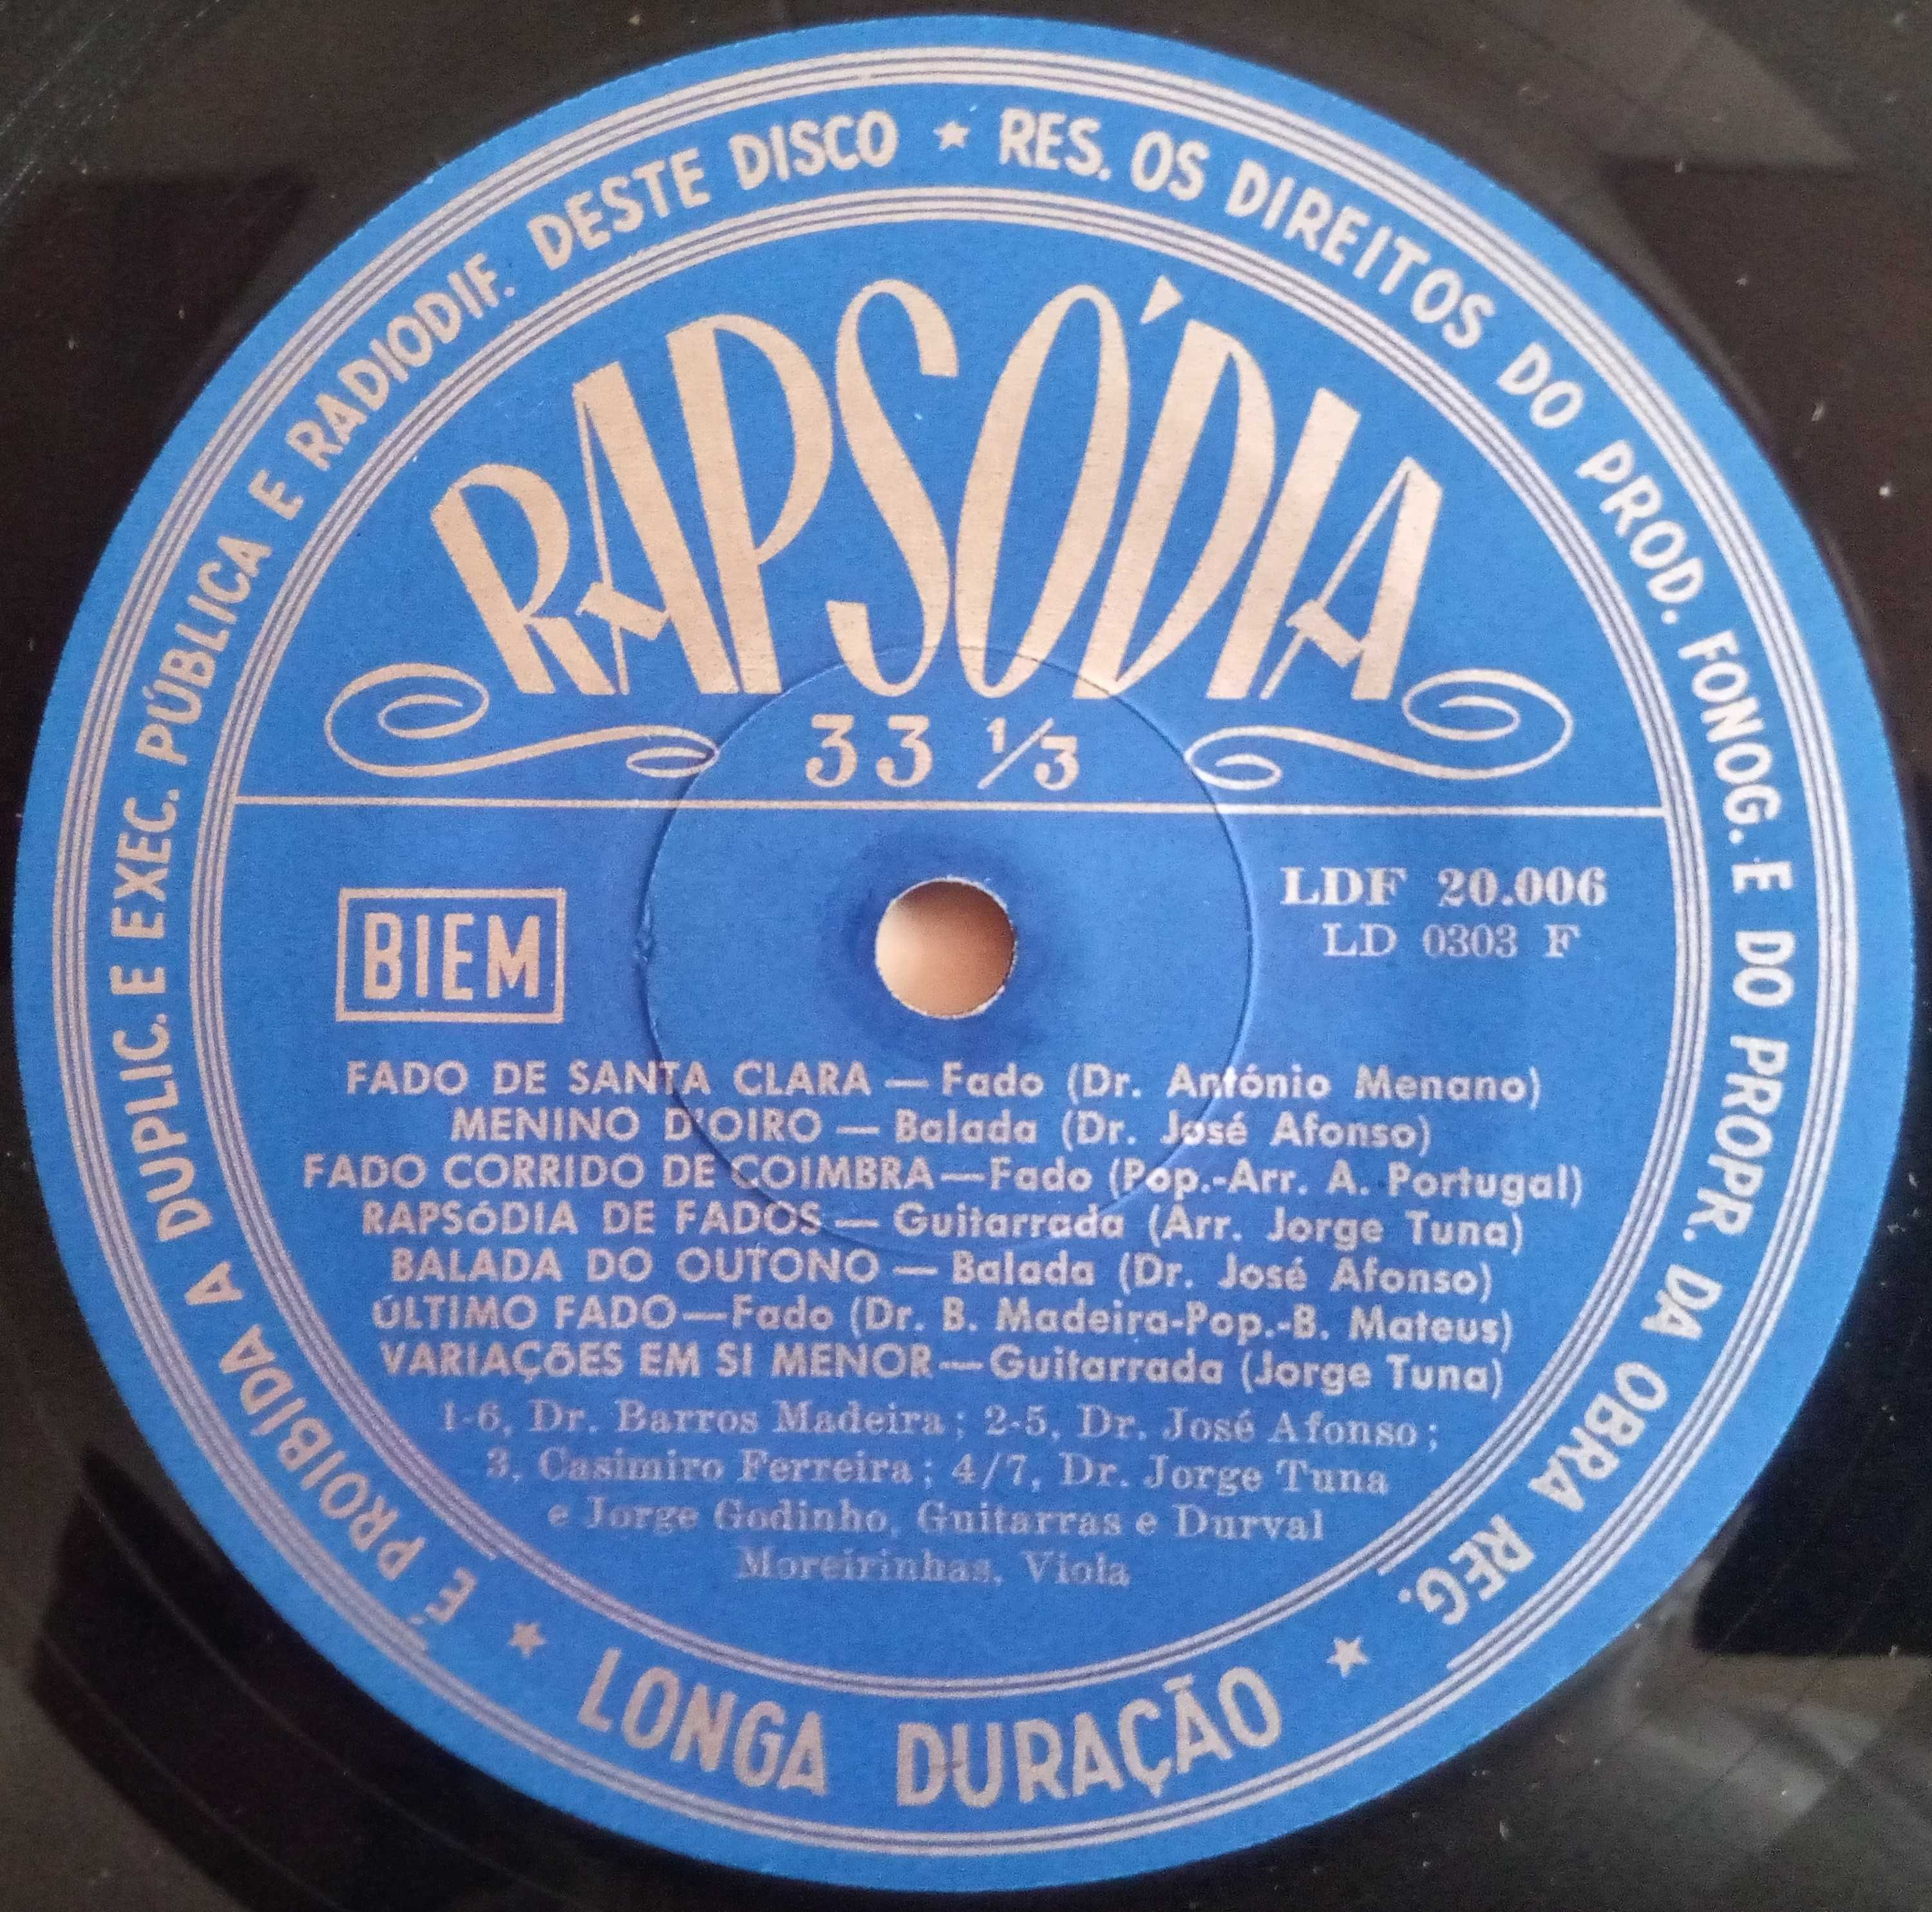 É PROIBÍDA A DUPLIC. E EXEC. PÚBLICA E RADIODIF. DESTE DISCO ★ RES. OS DIREITOS DO PROD. FONOG. E DO PROPR. DA OBRA REG.
RAPSÓDIA
33 1/3
BIEM
LDF 20.006
LD 0303 F
FADO DE SANTA CLARA — Fado (Dr. António Menano)
MENINO D'OIRO — Balada (Dr. José Afonso)
FADO CORRIDO DE COIMBRA — Fado (Pop.-Arr. A. Portugal)
RAPSÓDIA DE FADOS — Guitarrada (Arr. Jorge Tuna)
BALADA DO OUTONO — Balada (Dr. José Afonso)
ÚLTIMO FADO — Fado (Dr. B. Madeira-Pop.-B. Mateus)
VARIAÇÕES EM SI MENOR — Guitarrada (Jorge Tuna)
1-6, Dr. Barros Madeira; 2-5, Dr. José Afonso;
3, Casimiro Ferreira; 4/7, Dr. Jorge Tuna
e Jorge Godinho, Guitarras e Durval
Moreirinhas, Viola
★ LONGA DURAÇÃO ★